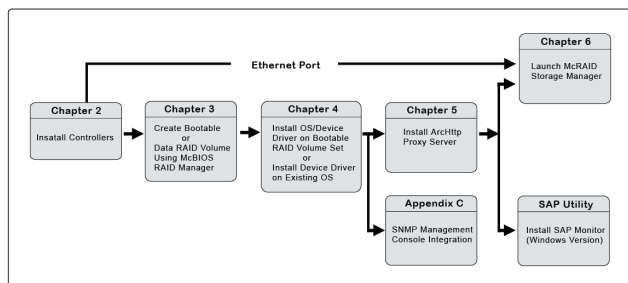 Chapter 6
Launch McRAID
Storage Manager
Ethernet Port
Chapter 2
Insatall Controllers
Chapter 3
Create Bootable
or
Data RAID Volume
Using McBIOS
RAID Manager
Chapter 4
Install OS/Device
Driver on Bootable
RAID Volume Set
or
Install Device Driver
on Existing OS
Chapter 5
Install ArcHttp
Proxy Server
Appendix C
SNMP Management
Console Integration
SAP Utility
Install SAP Monitor
(Windows Version)